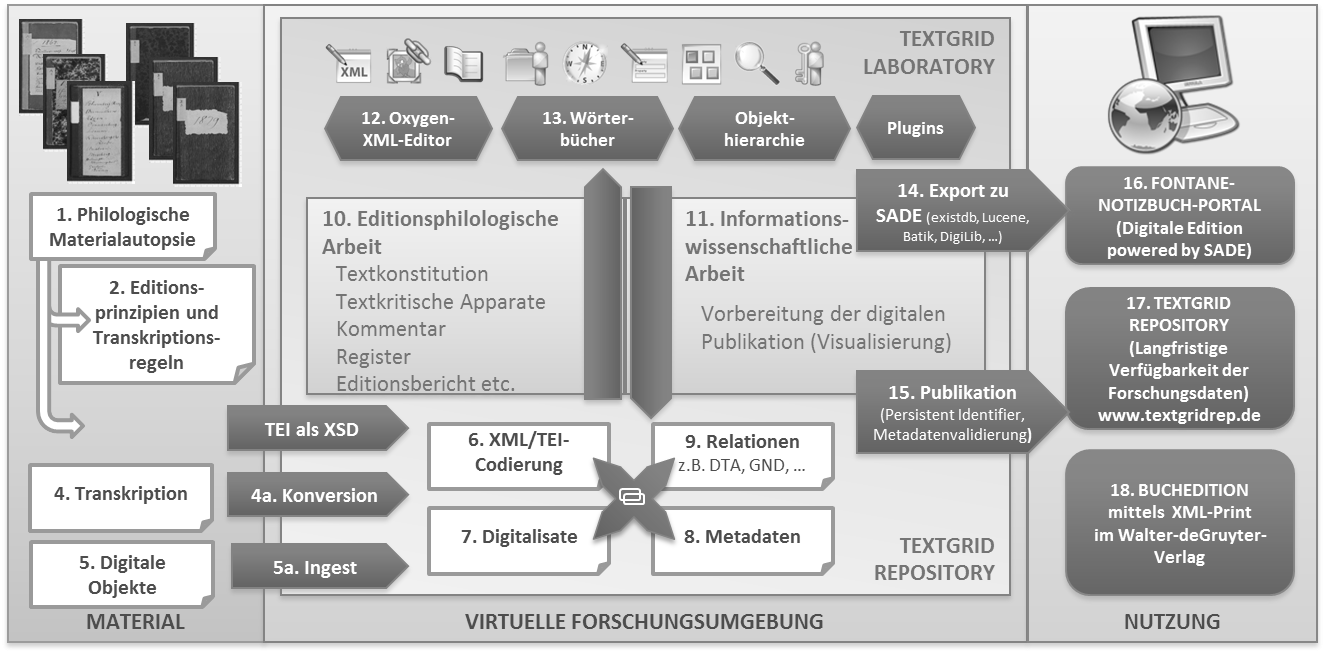 1. Philologische
Materialautopsie
2. Editions-
prinzipien und
Transkriptions-
regeln
4. Transkription
5. Digitale
Objekte
MATERIAL
TEI als XSD
4a. Konversion
5a. Ingest
TEXTGRID
LABORATORY
XML
12. Oxygen-
XML-Editor
13. Wörter-
bücher
Objekt-
hierarchie
Plugins
10. Editionsphilologische
Arbeit
Textkonstitution
Textkritische Apparate
Kommentar
Register
Editionsbericht etc.
11. Informations-
wissenschaftliche
Arbeit
Vorbereitung der digitalen
Publikation (Visualisierung)
6. XML/TEI-
Codierung
9. Relationen
z.B. DTA, GND, ...
7. Digitalisate
8. Metadaten
TEXTGRID
REPOSITORY
VIRTUELLE FORSCHUNGSUMGEBUNG
14. Export zu
SADE (existdb, Lucene,
Batik, DigiLib, ...)
15. Publikation
(Persistent Identifier,
Metadatenvalidierung)
16. FONTANE-
NOTIZBUCH-PORTAL
(Digitale Edition
powered by SADE)
17. TEXTGRID
REPOSITORY
(Langfristige
Verfügbarkeit der
Forschungsdaten)
www.textgridrep.de
18. BUCHEDITION
mittels XML-Print
im Walter-deGruyter-
Verlag
NUTZUNG